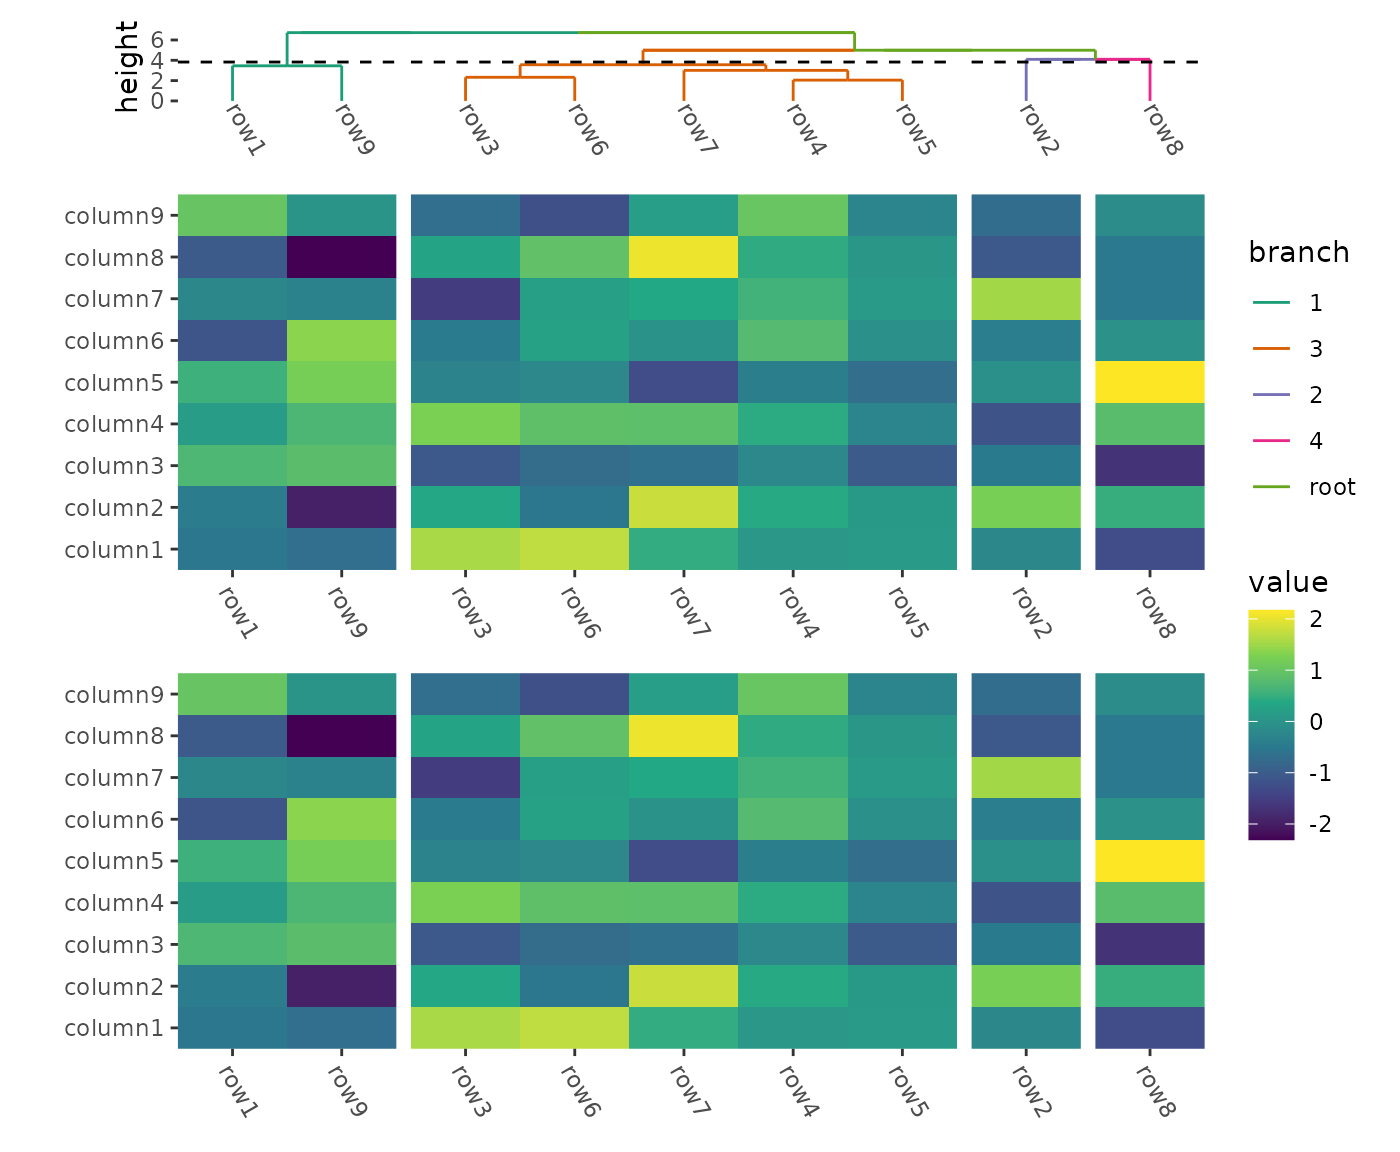 height
6
4
2
0
row1 row9 row3 row6 row7 row4 row5 row2 row8
column9
column8
column7
column6
column5
column4
column3
column2
column1
row1 row9 row3 row6 row7 row4 row5 row2 row8
column9
column8
column7
column6
column5
column4
column3
column2
column1
row1 row9 row3 row6 row7 row4 row5 row2 row8
branch
1
3
2
4
root
value
2
1
0
-1
-2